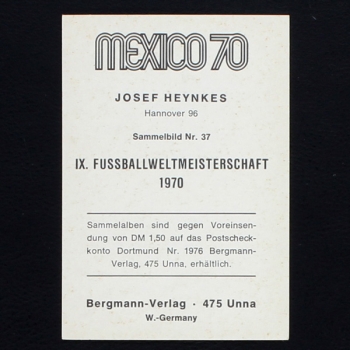 MEXICO 70
JOSEF HEYNKES
Hannover 96
Sammelbild Nr. 37
IX. FUSSBALLWELTMEISTERSCHAFT
1970
Sammelalben sind gegen Voreinsen-
dung von DM 1,50 auf das Postscheck-
konto Dortmund Nr. 1976 Bergmann-
Verlag, 475 Unna, erhältlich.
Bergmann-Verlag · 475 Unna
W.-Germany